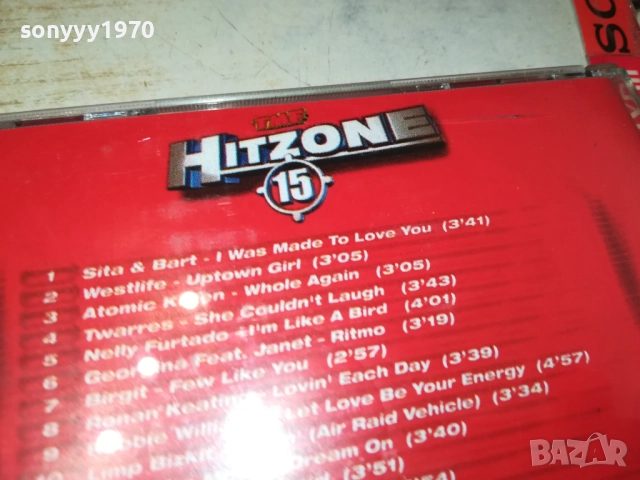 sonyyy1970
SO
HITZONE
15
1 Sita & Bart - I Was Made To Love You (3'41)
2 Westlife - Uptown Girl (3'05)
3 Atomic Kitten - Whole Again (3'05)
4 Twarres - She Couldn't Laugh (3'43)
5 Nelly Furtado - I'm Like A Bird (4'01)
6 Feat. Janet - Ritmo (3'19)
7 Birgit - Few Like You (2'57)
8 Ronan Keating - Lovin' Each Day (3'39)
9 Let Love Be Your Energy (4'57)
10 Limp Bizkit (Air Raid Vehicle) (3'34)
Dream On (3'40)
(3'51)
BAZAR
bg